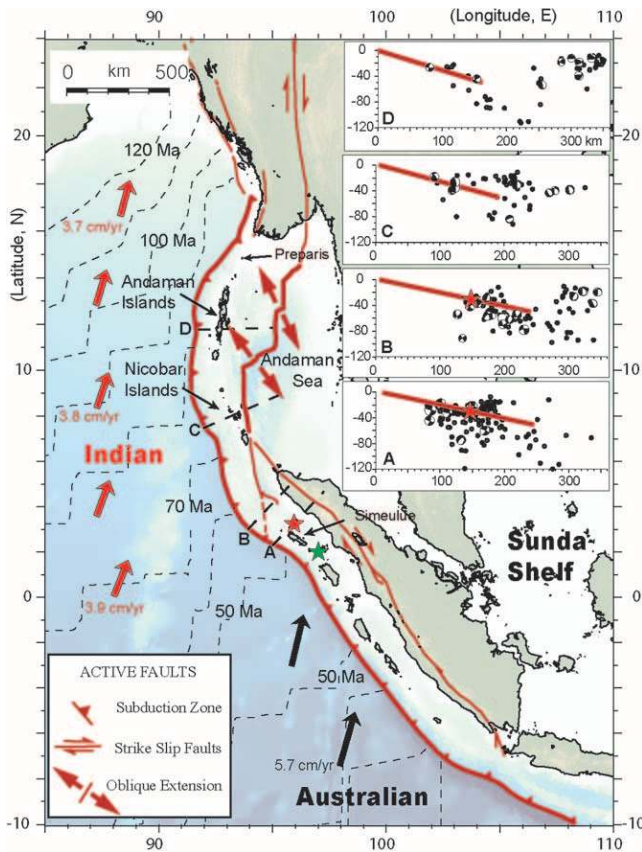 90
100
(Longitude, E)
110
0 km 500
20
10
0
-10
(Latitude, N)
120 Ma
3.7 cm/yr
100 Ma
Preparis
Andaman
Islands
D
Nicobar
Islands
Andaman
Sea
3.8 cm/yr
C
Indian
70 Ma
B
A
Simeulue
Sunda
Shelf
3.9 cm/yr
50 Ma
50 Ma
5.7 cm/yr
Australian
ACTIVE FAULTS
Subduction Zone
Strike Slip Faults
Oblique Extension
-10
90
100
110
0
-40
-80
-120
D
0 100 200 300 km
0
-40
-80
-120
C
0 100 200 300
0
-40
-80
-120
B
0 100 200 300
0
-40
-80
-120
A
0 100 200 300